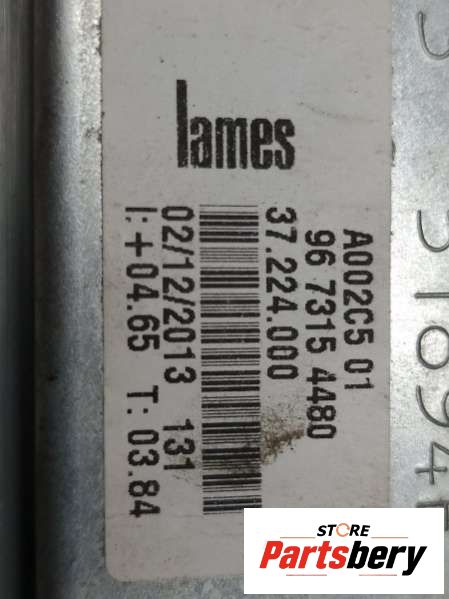 lames
A002C5 01
96 7315 4480
37.224.000
02/12/2013 131
I:+04.65 T: 03.84
STORE
Partsbery